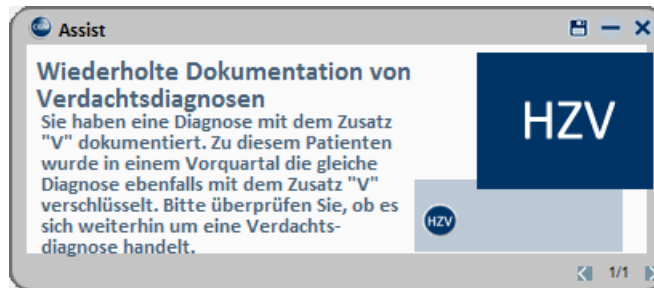 Assist
Wiederholte Dokumentation von
Verdachtsdiagnosen
Sie haben eine Diagnose mit dem Zusatz
"V" dokumentiert. Zu diesem Patienten
wurde in einem Vorquartal die gleiche
Diagnose ebenfalls mit dem Zusatz "V"
verschlüsselt. Bitte überprüfen Sie, ob es
sich weiterhin um eine Verdachts-
diagnose handelt.
HZV
HZV
1/1